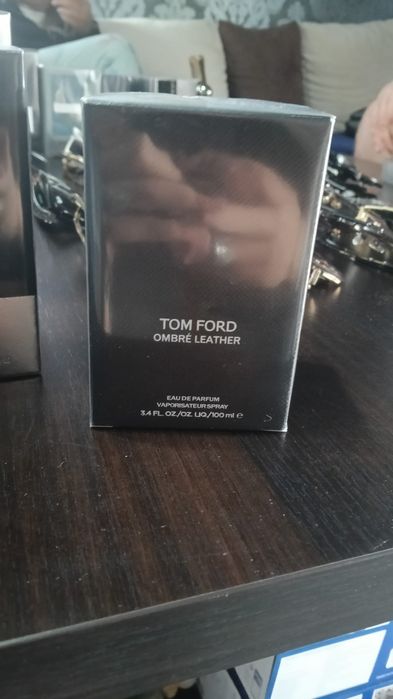 TOM FORD
OMBRÉ LEATHER
EAU DE PARFUM
VAPORISATEUR SPRAY
3.4 FL. OZ./OZ. LIQ/100 ml ℮